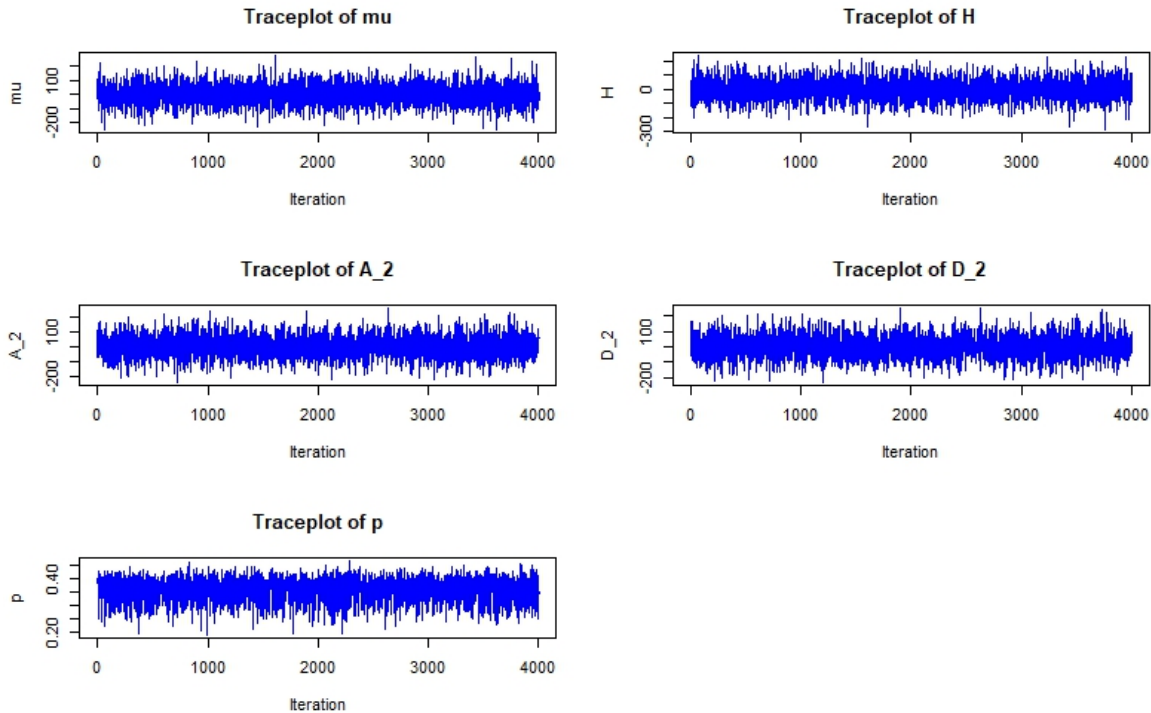 Traceplot of mu
Traceplot of H
mu
-200 100
0 1000 2000 3000 4000
Iteration
H
-300 0
0 1000 2000 3000 4000
Iteration
Traceplot of A_2
Traceplot of D_2
A_2
-200 100
0 1000 2000 3000 4000
Iteration
D_2
-200 100
0 1000 2000 3000 4000
Iteration
Traceplot of p
p
0.20 0.40
0 1000 2000 3000 4000
Iteration